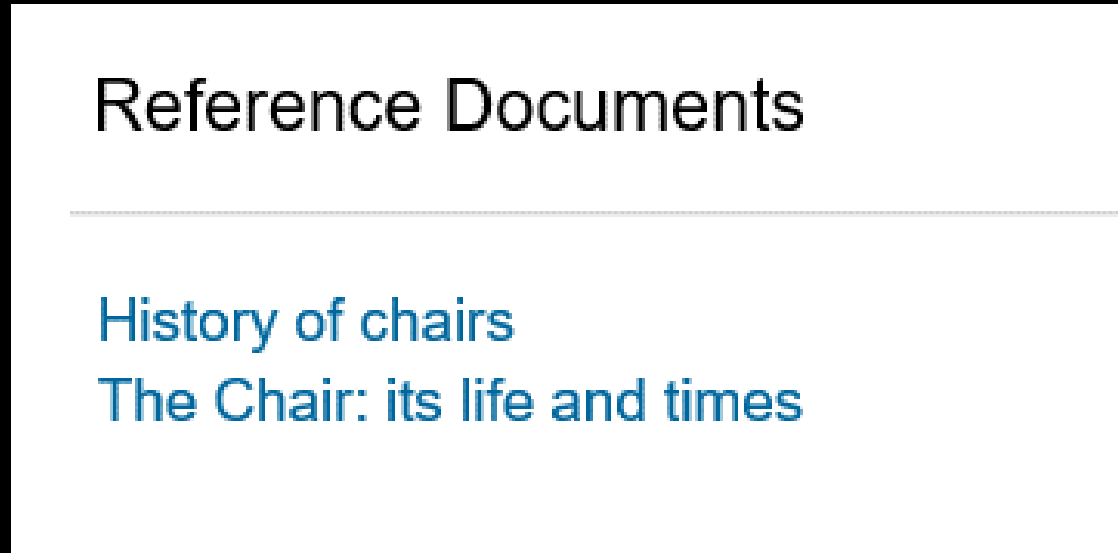 Reference Documents
History of chairs
The Chair: its life and times